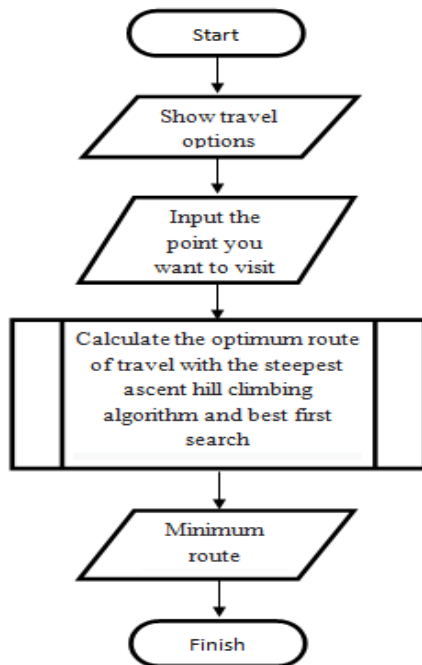 Start
Show travel
options
Input the
point you
want to visit
Calculate the optimum route
of travel with the steepest
ascent hill climbing
algorithm and best first
search
Minimum
route
Finish